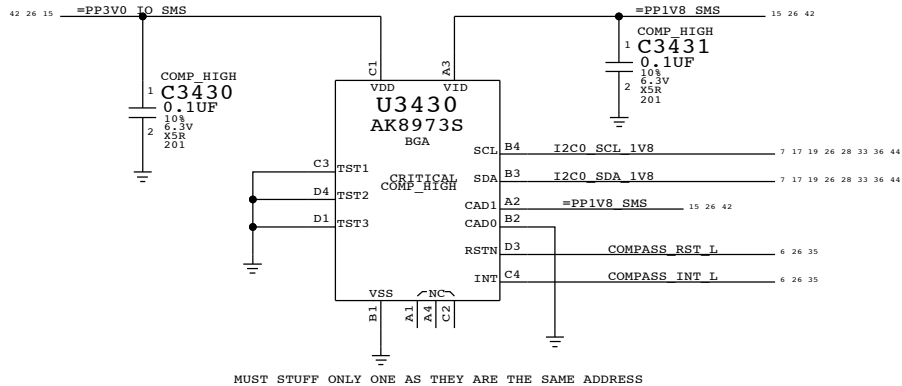 42 26 15 =PP3V0_IO_SMS
=PP1V8_SMS 15 26 42
COMP_HIGH
C3430
0.1UF
10%
6.3V
X5R
201
1
2
COMP_HIGH
C3431
0.1UF
10%
6.3V
X5R
201
1
2
C1
A3
VDD VID
U3430
AK8973S
BGA
CRITICAL
COMP_HIGH
C3 TST1
D4 TST2
D1 TST3
SCL B4 I2C0_SCL_1V8 7 17 19 26 28 33 36 44
SDA B3 I2C0_SDA_1V8 7 17 19 26 28 33 36 44
CAD1 A2 =PP1V8_SMS 15 26 42
CAD0 B2
RSTN D3 COMPASS_RST_L 6 26 35
INT C4 COMPASS_INT_L 6 26 35
VSS NC
B1 A1 A4 C2
MUST STUFF ONLY ONE AS THEY ARE THE SAME ADDRESS